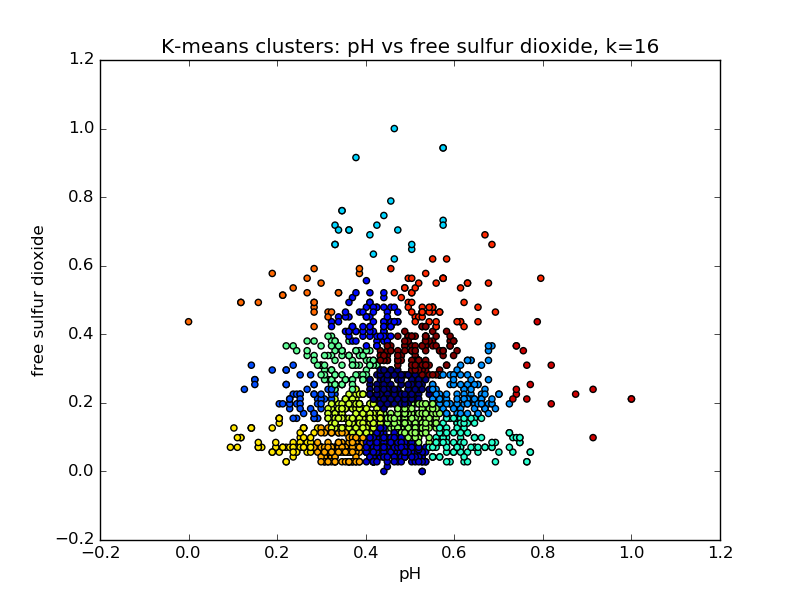 K-means clusters: pH vs free sulfur dioxide, k=16
1.2
1.0
0.8
0.6
0.4
0.2
0.0
−0.2
free sulfur dioxide
−0.2 0.0 0.2 0.4 0.6 0.8 1.0 1.2
pH